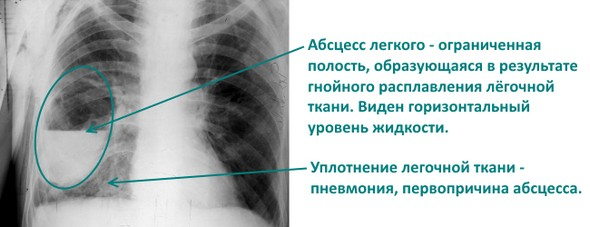 Абсцесс легкого - ограниченная
полость, образующаяся в результате
гнойного расплавления лёгочной
ткани. Виден горизонтальный
уровень жидкости.
Уплотнение легочной ткани -
пневмония, первопричина абсцесса.